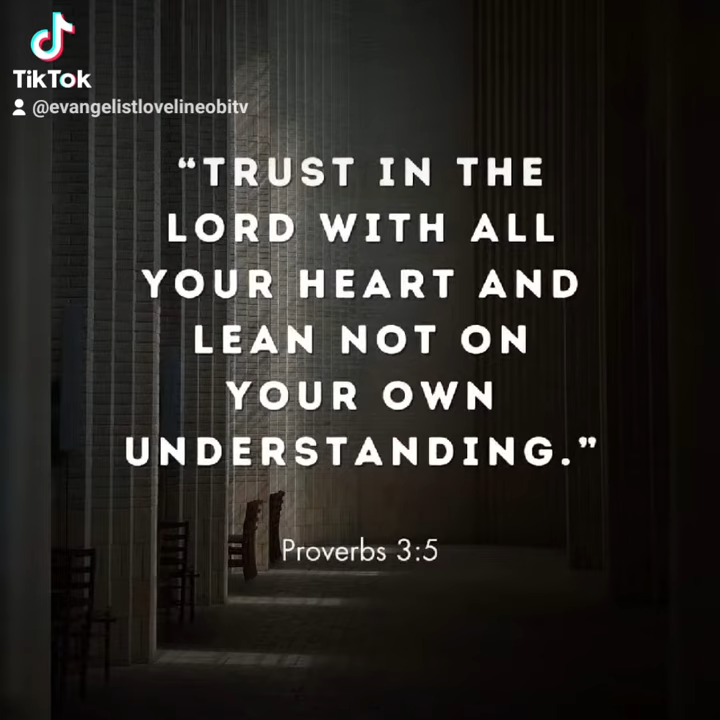 TikTok
@evangelistlovelineobitv
“TRUST IN THE
LORD WITH ALL
YOUR HEART AND
LEAN NOT ON
YOUR OWN
UNDERSTANDING.”
Proverbs 3:5